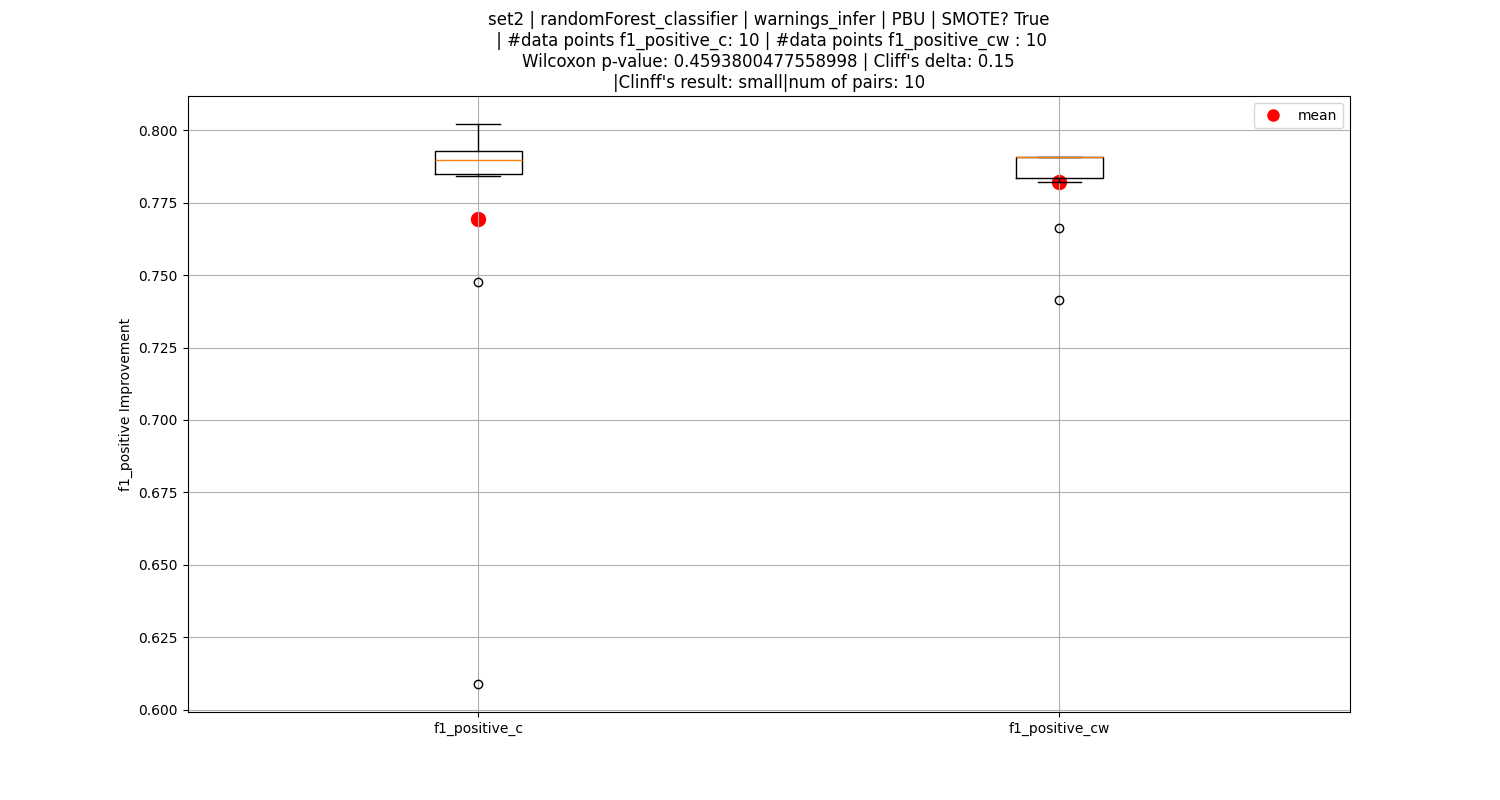 set2 | randomForest_classifier | warnings_infer | PBU | SMOTE? True
| #data points f1_positive_c: 10 | #data points f1_positive_cw : 10
Wilcoxon p-value: 0.4593800477558998 | Cliff's delta: 0.15
|Clinff's result: small|num of pairs: 10
mean
0.800
0.775
0.750
0.725
0.700
0.675
0.650
0.625
0.600
f1_positive Improvement
f1_positive_c
f1_positive_cw